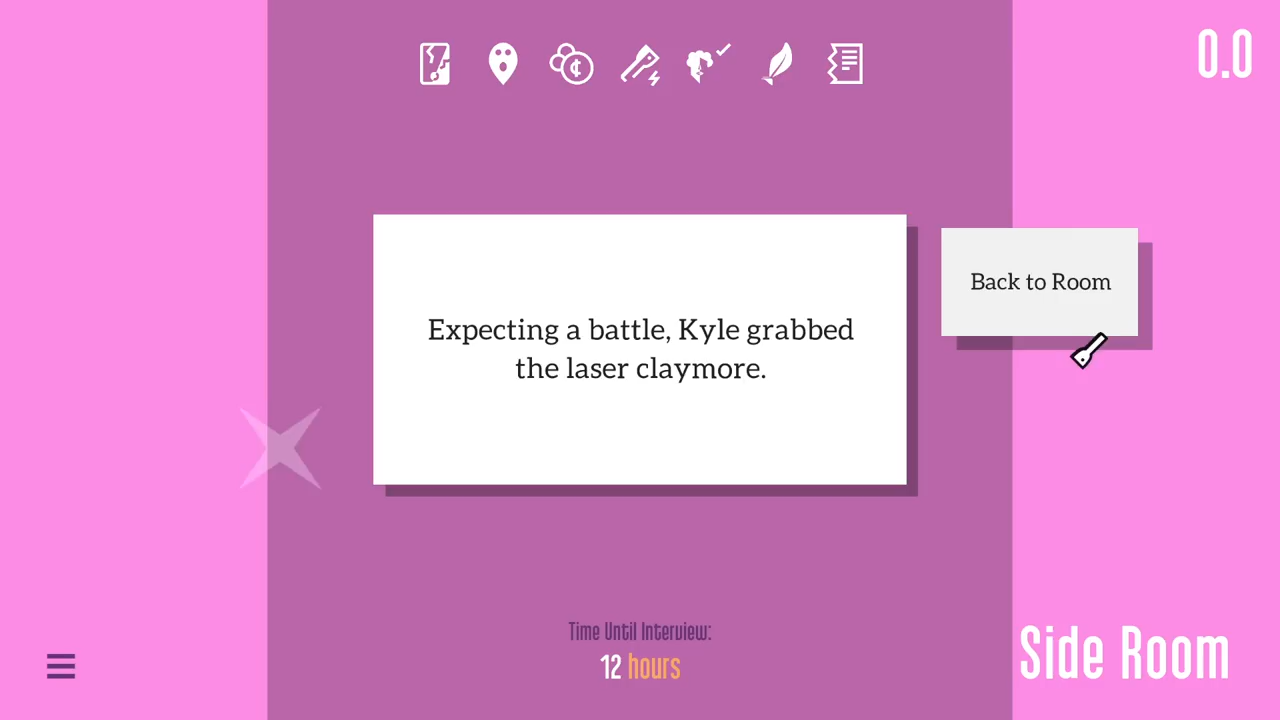 0.0
Expecting a battle, Kyle grabbed
the laser claymore.
Back to Room
Time Until Interview:
12 hours
Side Room